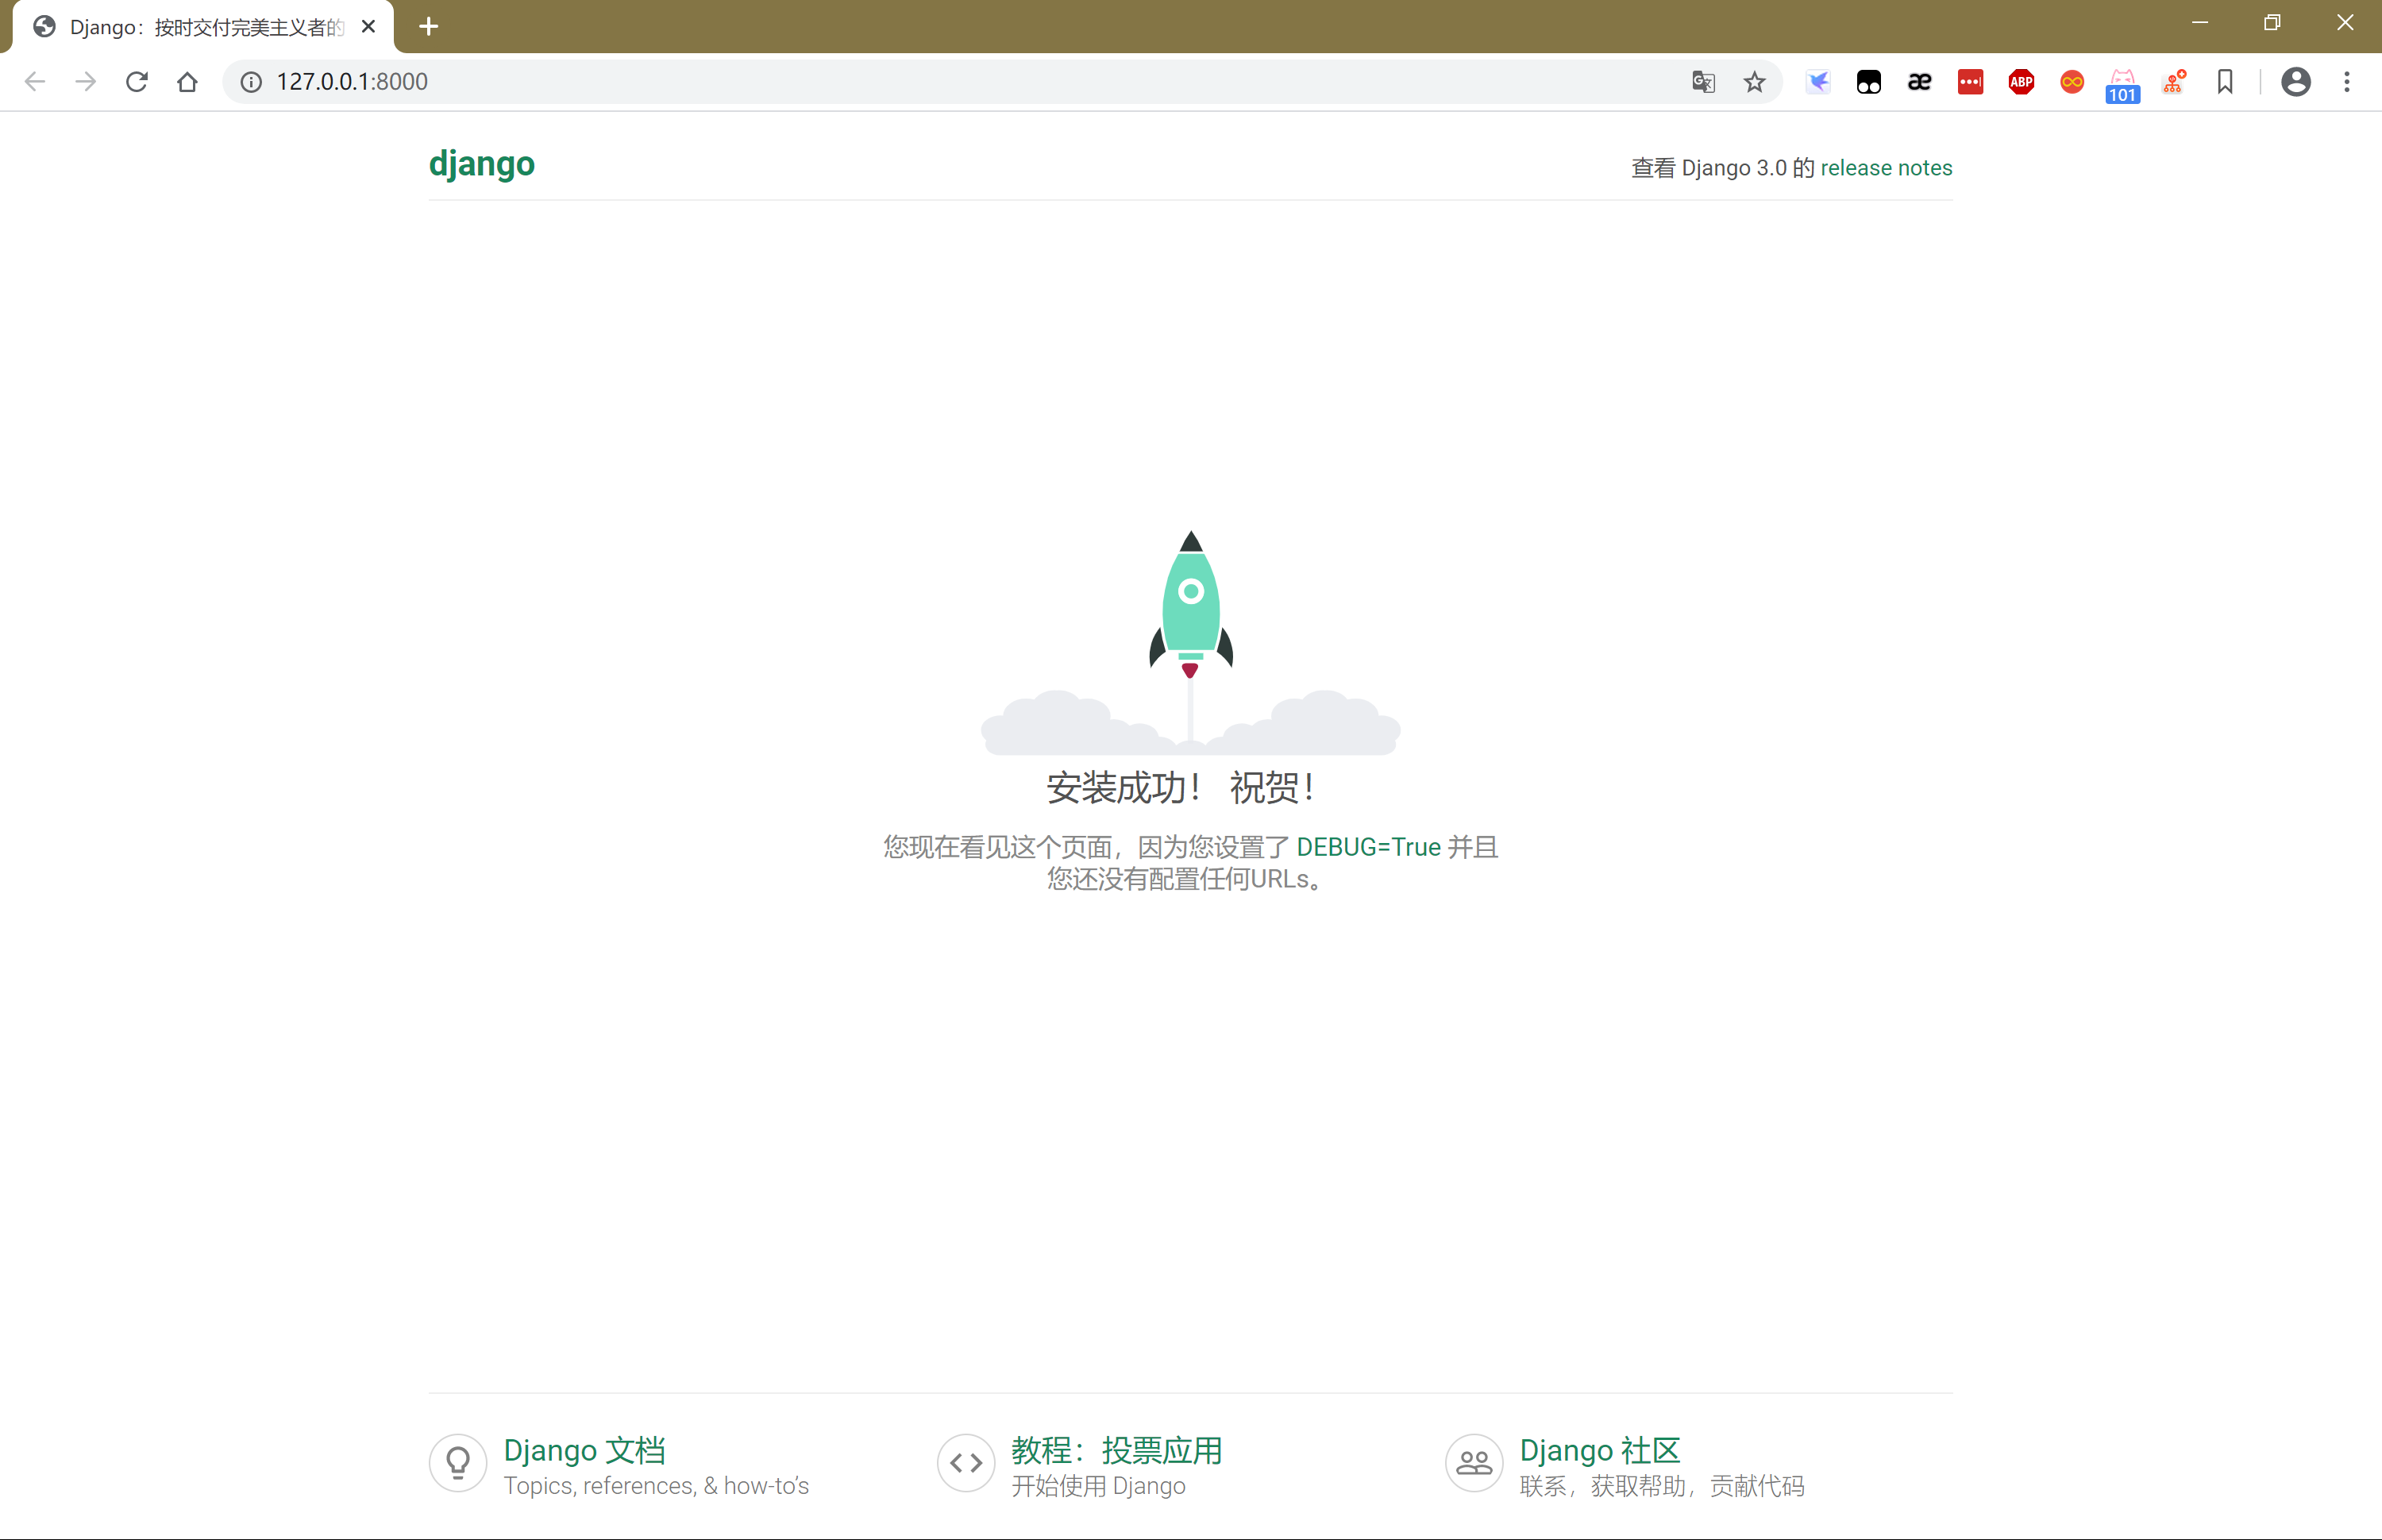 Django：按时交付完美主义者的
127.0.0.1:8000
ABP
101
django
查看 Django 3.0 的 release notes
安装成功！ 祝贺！
您现在看见这个页面，因为您设置了 DEBUG=True 并且
您还没有配置任何URLs。
Django 文档
Topics, references, & how-to’s
教程：投票应用
开始使用 Django
Django 社区
联系，获取帮助，贡献代码